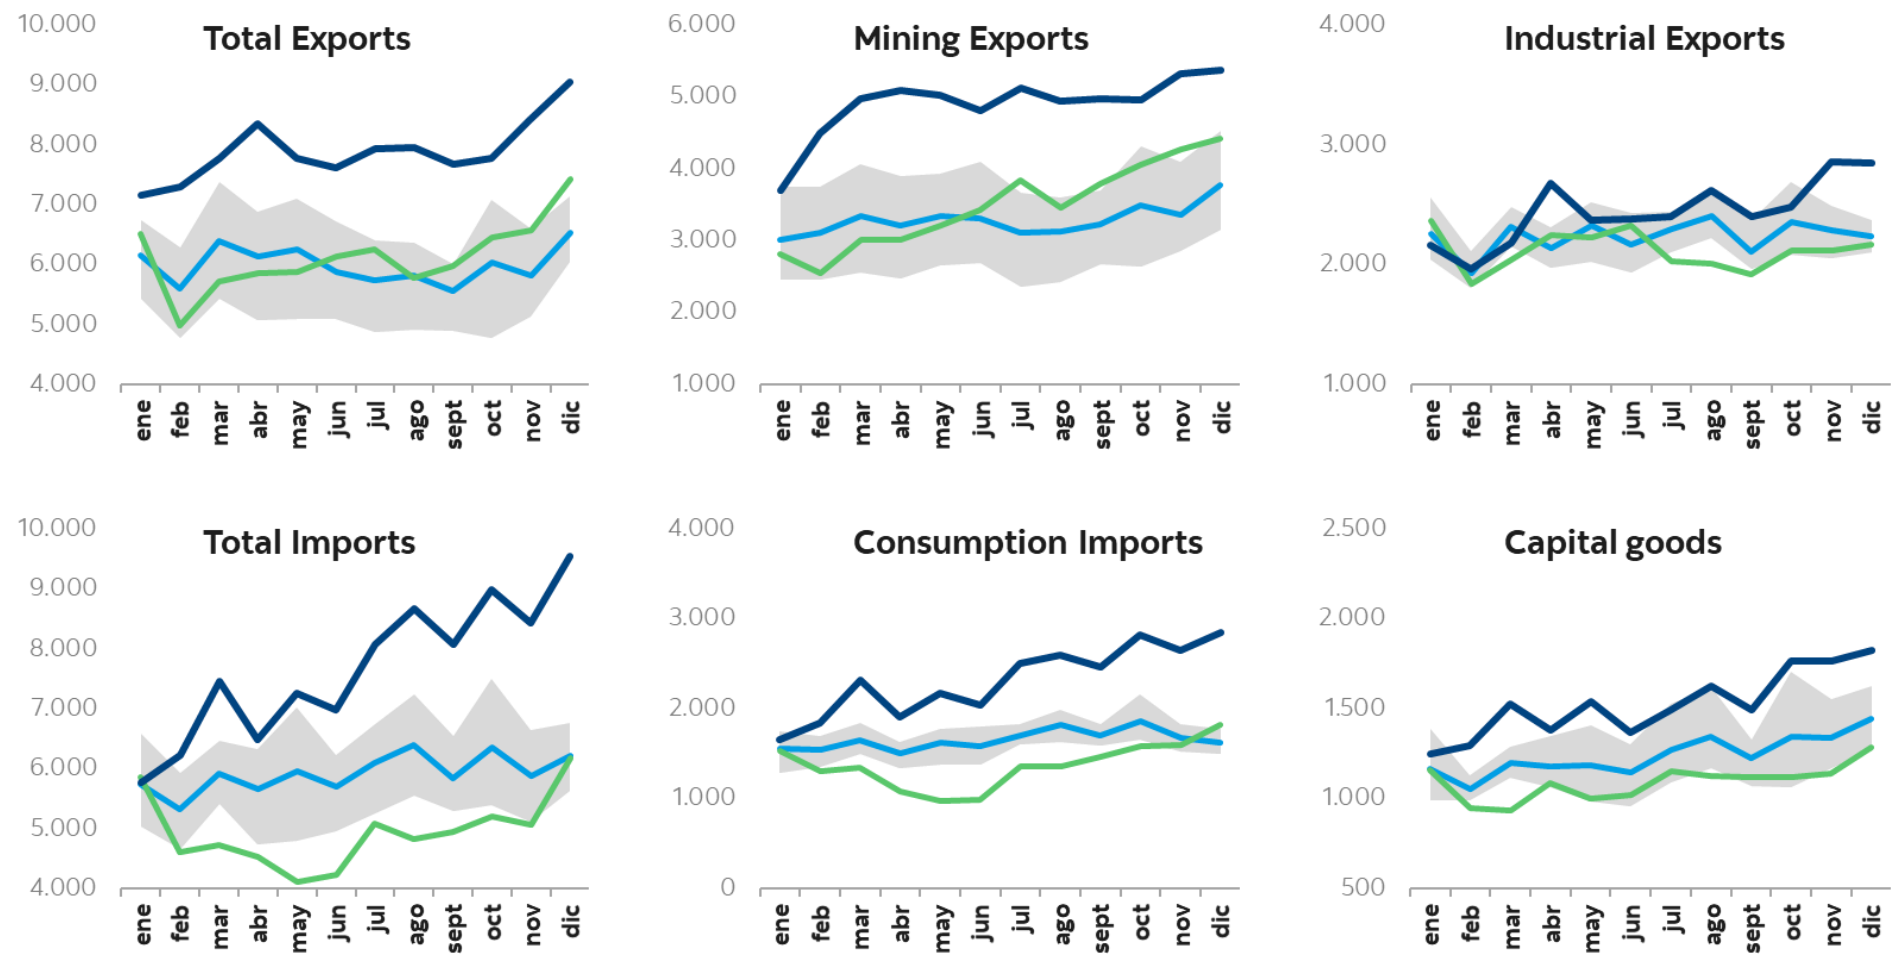 Total Exports
10.000
9.000
8.000
7.000
6.000
5.000
4.000
ene
feb
mar
abr
may
jun
jul
ago
sept
oct
nov
dic
Mining Exports
6.000
5.000
4.000
3.000
2.000
1.000
ene
feb
mar
abr
may
jun
jul
ago
sept
oct
nov
dic
Industrial Exports
4.000
3.000
2.000
1.000
ene
feb
mar
abr
may
jun
jul
ago
sept
oct
nov
dic
Total Imports
10.000
9.000
8.000
7.000
6.000
5.000
4.000
ene
feb
mar
abr
may
jun
jul
ago
sept
oct
nov
dic
Consumption Imports
4.000
3.000
2.000
1.000
0
ene
feb
mar
abr
may
jun
jul
ago
sept
oct
nov
dic
Capital goods
2.500
2.000
1.500
1.000
500
ene
feb
mar
abr
may
jun
jul
ago
sept
oct
nov
dic